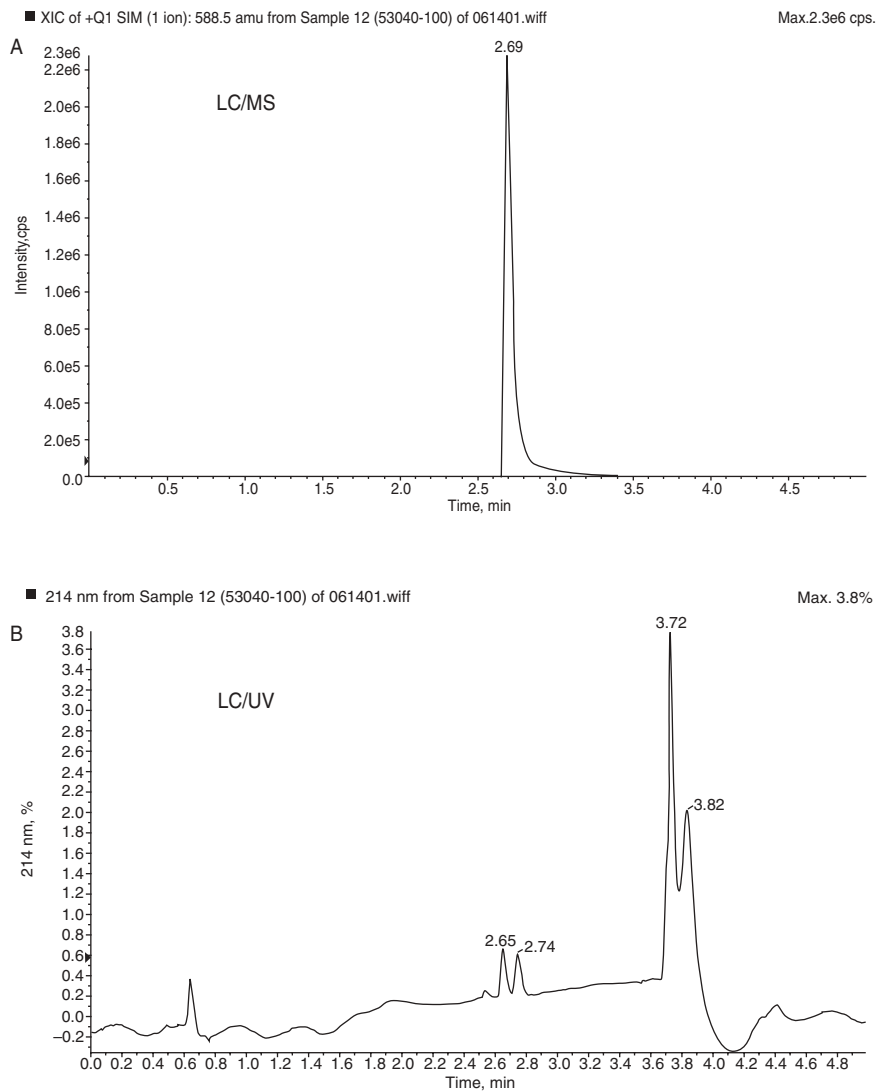 ■ XIC of +Q1 SIM (1 ion): 588.5 amu from Sample 12 (53040-100) of 061401.wiff Max.2.3e6 cps.
A
2.69
LC/MS
Intensity,cps
2.3e6
2.2e6
2.0e6
1.8e6
1.6e6
1.4e6
1.2e6
1.0e6
8.0e5
6.0e5
4.0e5
2.0e5
0.0
0.5 1.0 1.5 2.0 2.5 3.0 3.5 4.0 4.5
Time, min
■ 214 nm from Sample 12 (53040-100) of 061401.wiff Max. 3.8%
B
3.72
LC/UV
3.82
2.65
2.74
214 nm, %
3.8
3.6
3.4
3.2
3.0
2.8
2.6
2.4
2.2
2.0
1.8
1.6
1.4
1.2
1.0
0.8
0.6
0.4
0.2
0.0
–0.2
0.0 0.2 0.4 0.6 0.8 1.0 1.2 1.4 1.6 1.8 2.0 2.2 2.4 2.6 2.8 3.0 3.2 3.4 3.6 3.8 4.0 4.2 4.4 4.6 4.8
Time, min